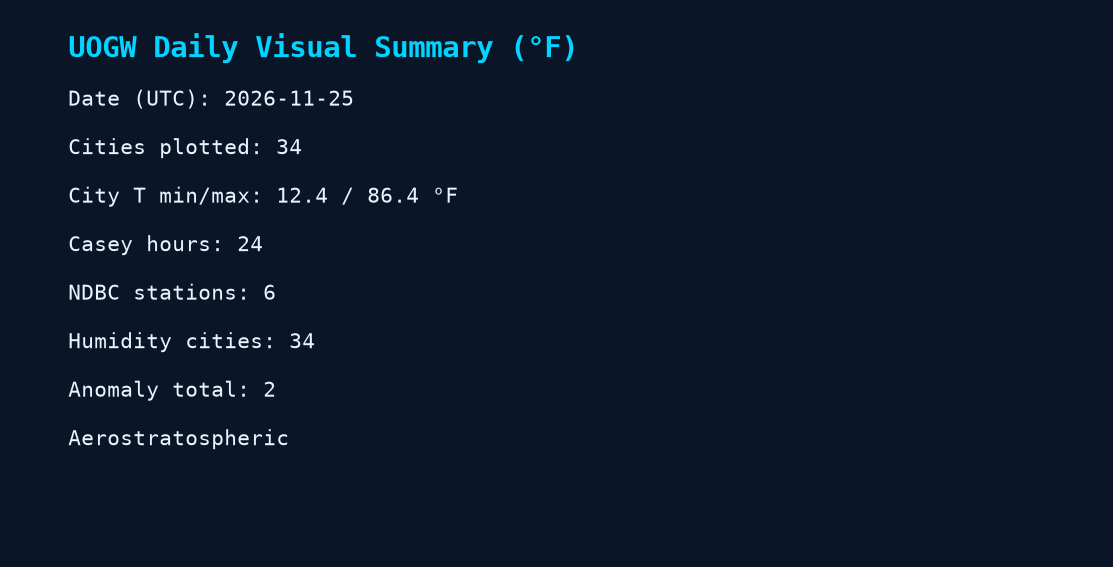 UOGW Daily Visual Summary (°F)
Date (UTC): 2026-11-25
Cities plotted: 34
City T min/max: 12.4 / 86.4 °F
Casey hours: 24
NDBC stations: 6
Humidity cities: 34
Anomaly total: 2
Aerostratospheric